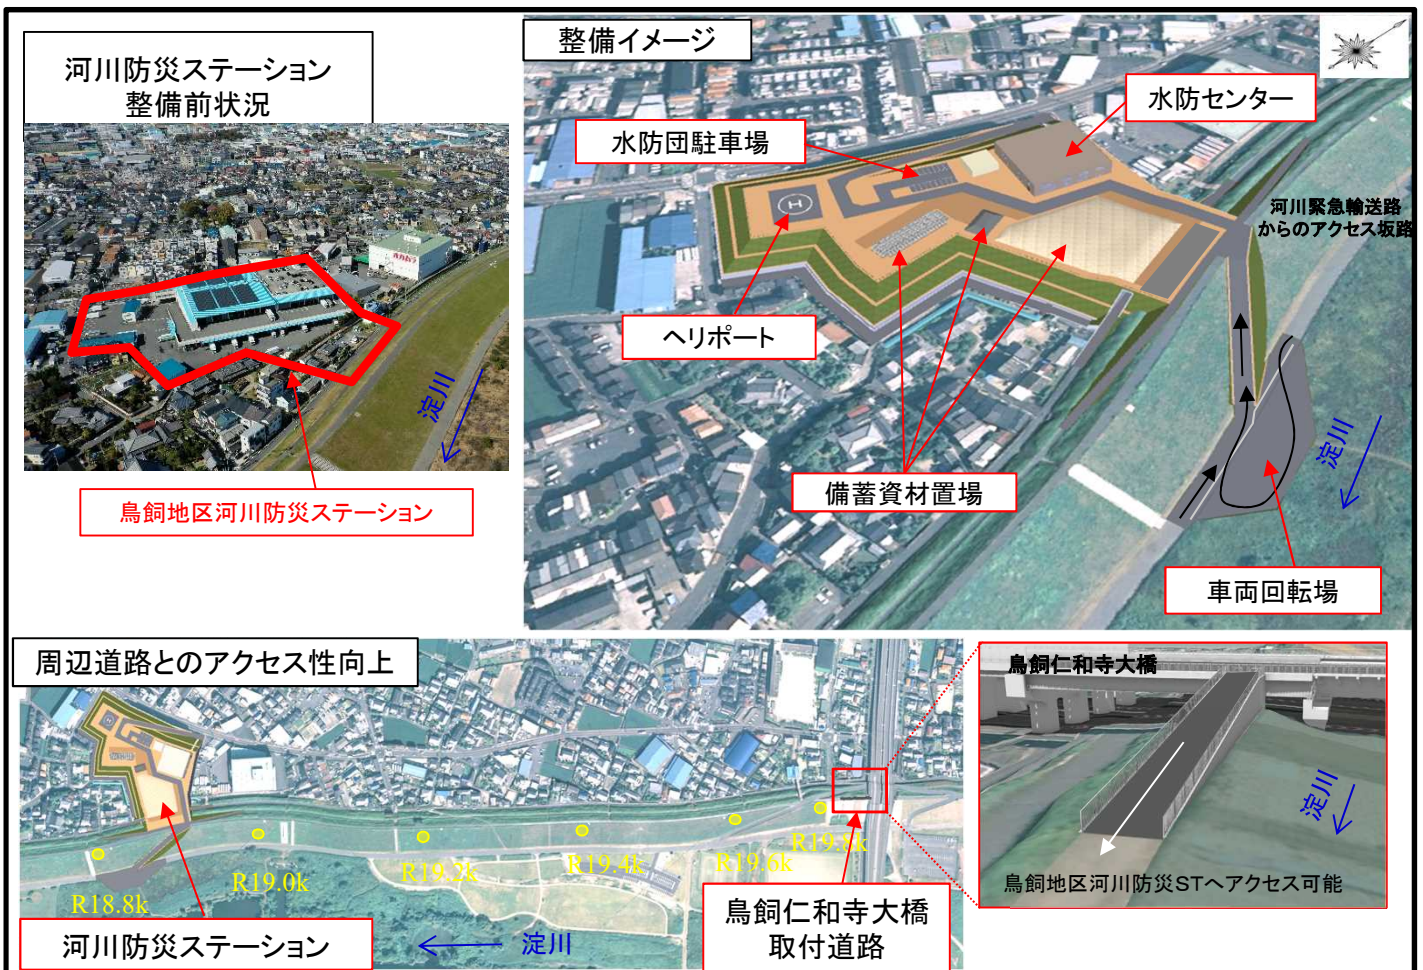 河川防災ステーション
整備前状況
オカムラ
淀川
鳥飼地区河川防災ステーション
整備イメージ
水防センター
水防団駐車場
河川緊急輸送路
からのアクセス坂路
H
ヘリポート
備蓄資材置場
淀川
車両回転場
周辺道路とのアクセス性向上
R18.8k
R19.0k
R19.2k
R19.4k
R19.6k
R19.8k
河川防災ステーション
淀川
鳥飼仁和寺大橋
取付道路
鳥飼仁和寺大橋
淀川
鳥飼地区河川防災STへアクセス可能